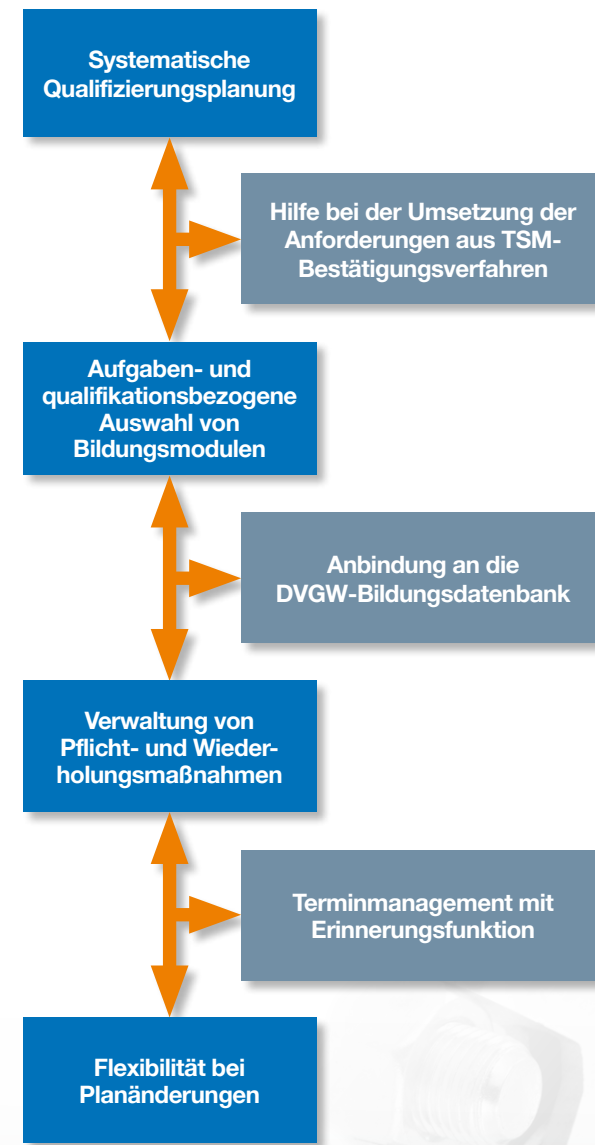 Systematische
Qualifizierungsplanung
Hilfe bei der Umsetzung der
Anforderungen aus TSM-
Bestätigungsverfahren
Aufgaben- und
qualifikationsbezogene
Auswahl von
Bildungsmodulen
Anbindung an die
DVGW-Bildungsdatenbank
Verwaltung von
Pflicht- und Wieder-
holungsmaßnahmen
Terminmanagement mit
Erinnerungsfunktion
Flexibilität bei
Planänderungen